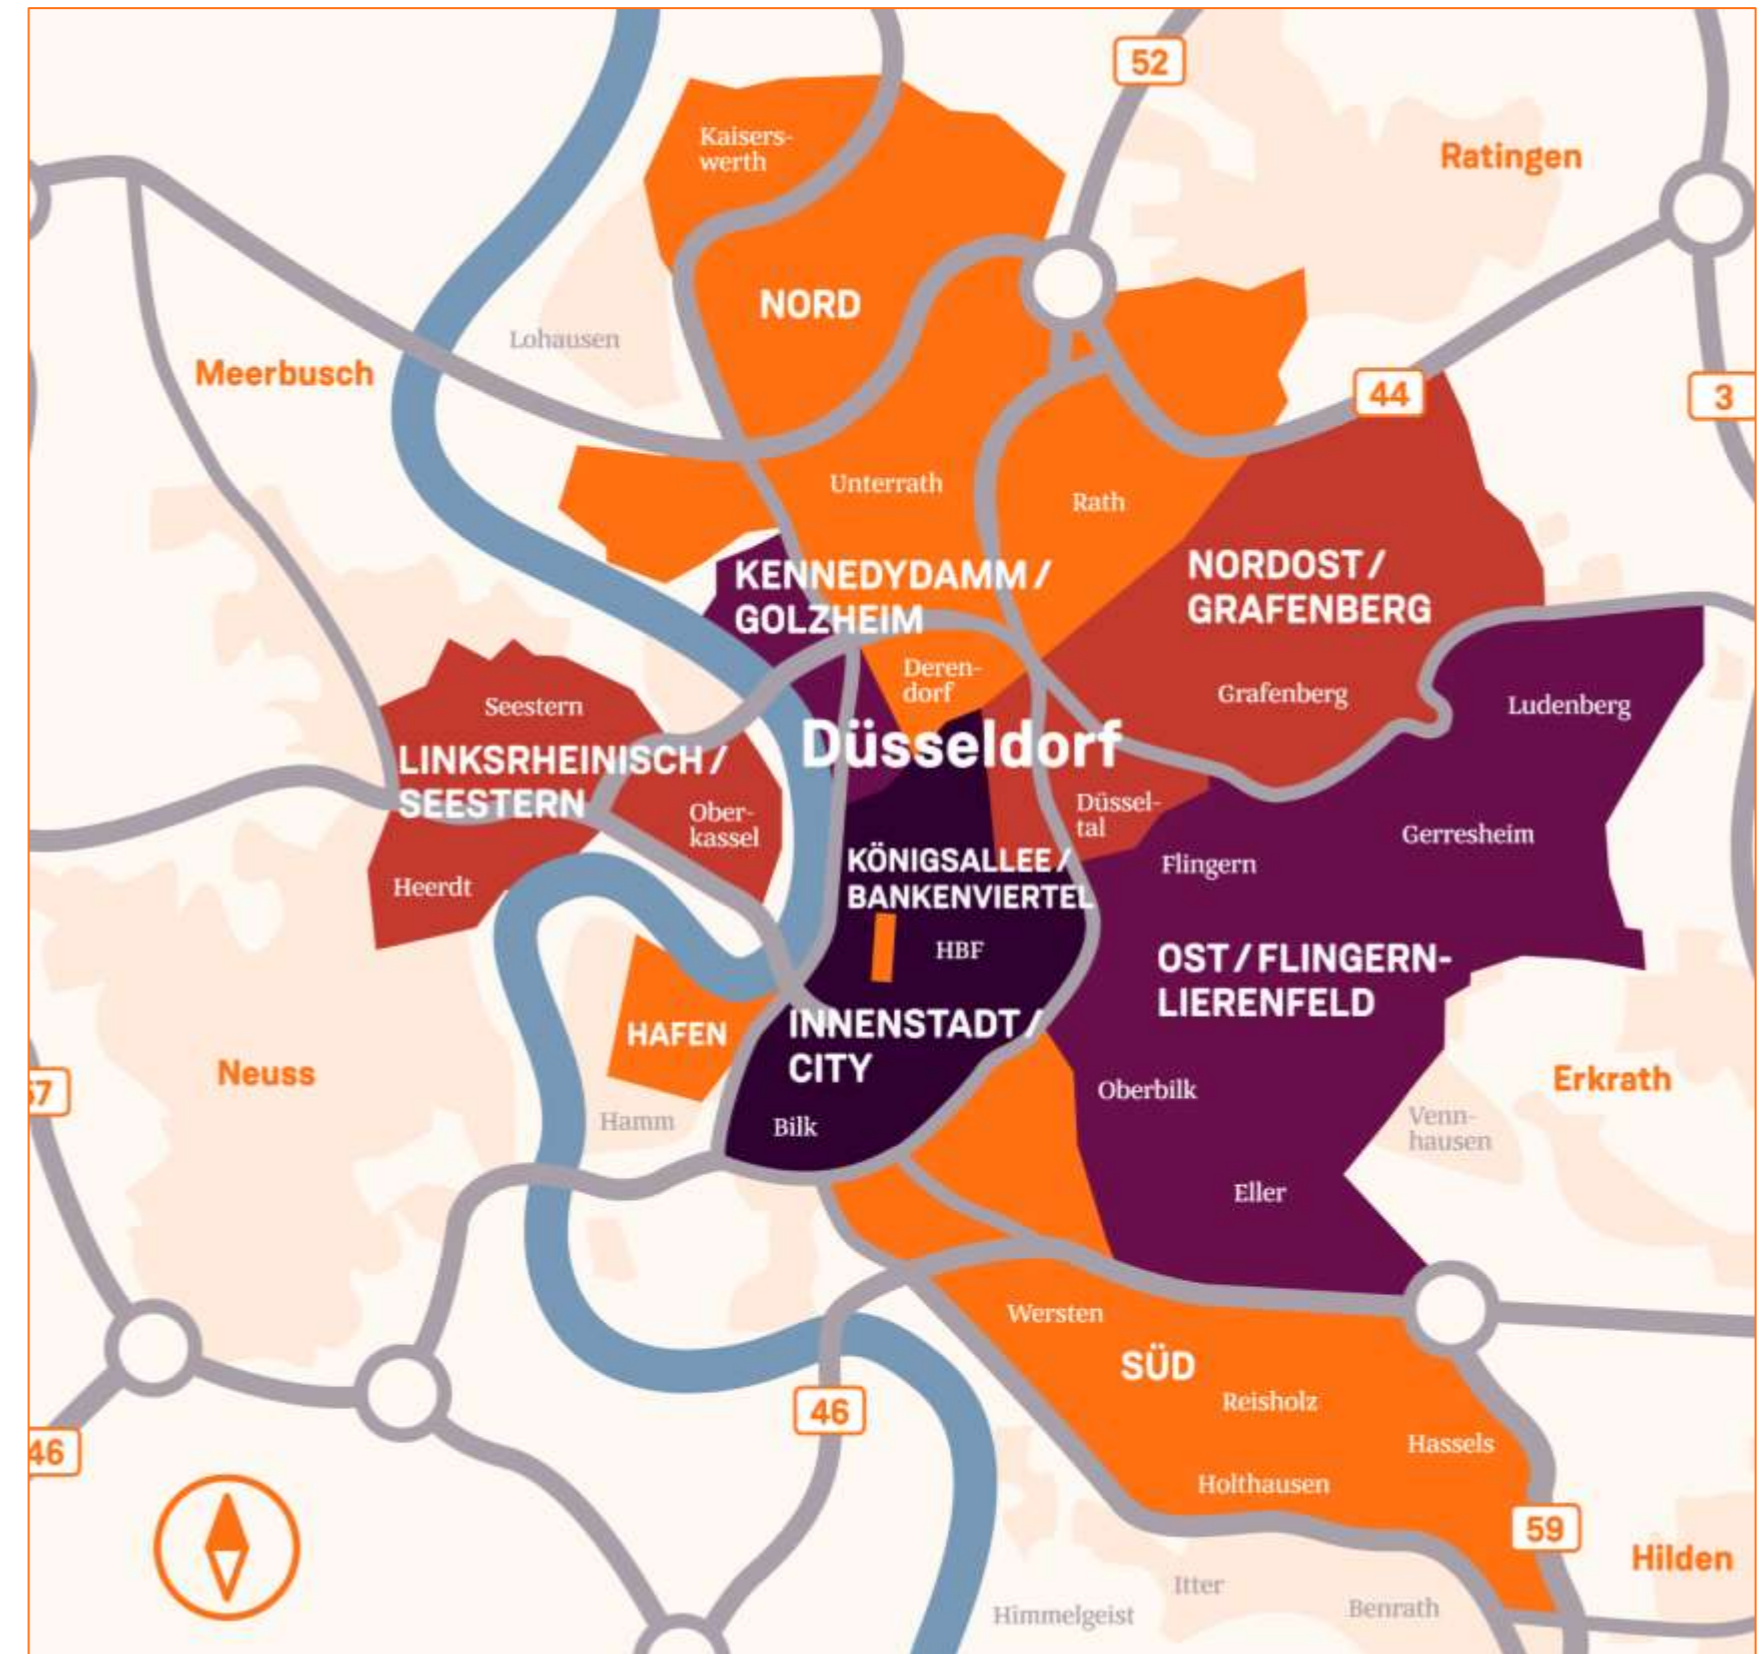 52
Kaisers-
werth
Ratingen
NORD
Lohausen
Meerbusch
44
3
Unterrath
Rath
KENNEDYDAMM /
GOLZHEIM
NORDOST /
GRAFENBERG
Deren-
dorf
Seestern
Grafenberg
Ludenberg
Düsseldorf
LINKSRHEINISCH /
SEESTERN
Ober-
kassel
Düssel-
tal
Heerdt
KÖNIGSALLEE /
BANKENVIERTEL
Flingern
Gerresheim
HBF
OST / FLINGERN-
LIERENFELD
HAFEN
INNENSTADT /
CITY
Neuss
57
Hamm
Bilk
Oberbilk
Venn-
hausen
Erkrath
Eller
Wersten
SÜD
Reisholz
46
46
Hassels
Holthausen
59
Hilden
Itter
Himmelgeist
Benrath